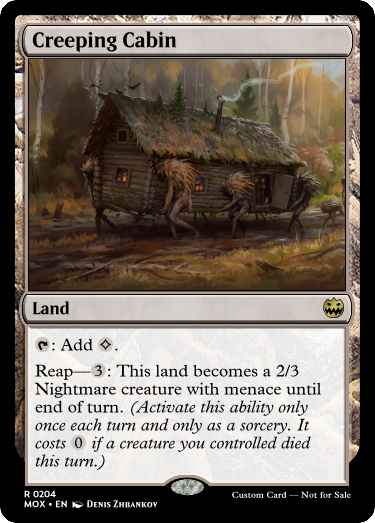 Creeping Cabin
Land
: Add .
Reap—3: This land becomes a 2/3
Nightmare creature with menace until
end of turn. (Activate this ability only
once each turn and only as a sorcery. It
costs 0 if a creature you controlled died
this turn.)
R 0204
MOX • EN Denis Zhbankov
Custom Card — Not for Sale